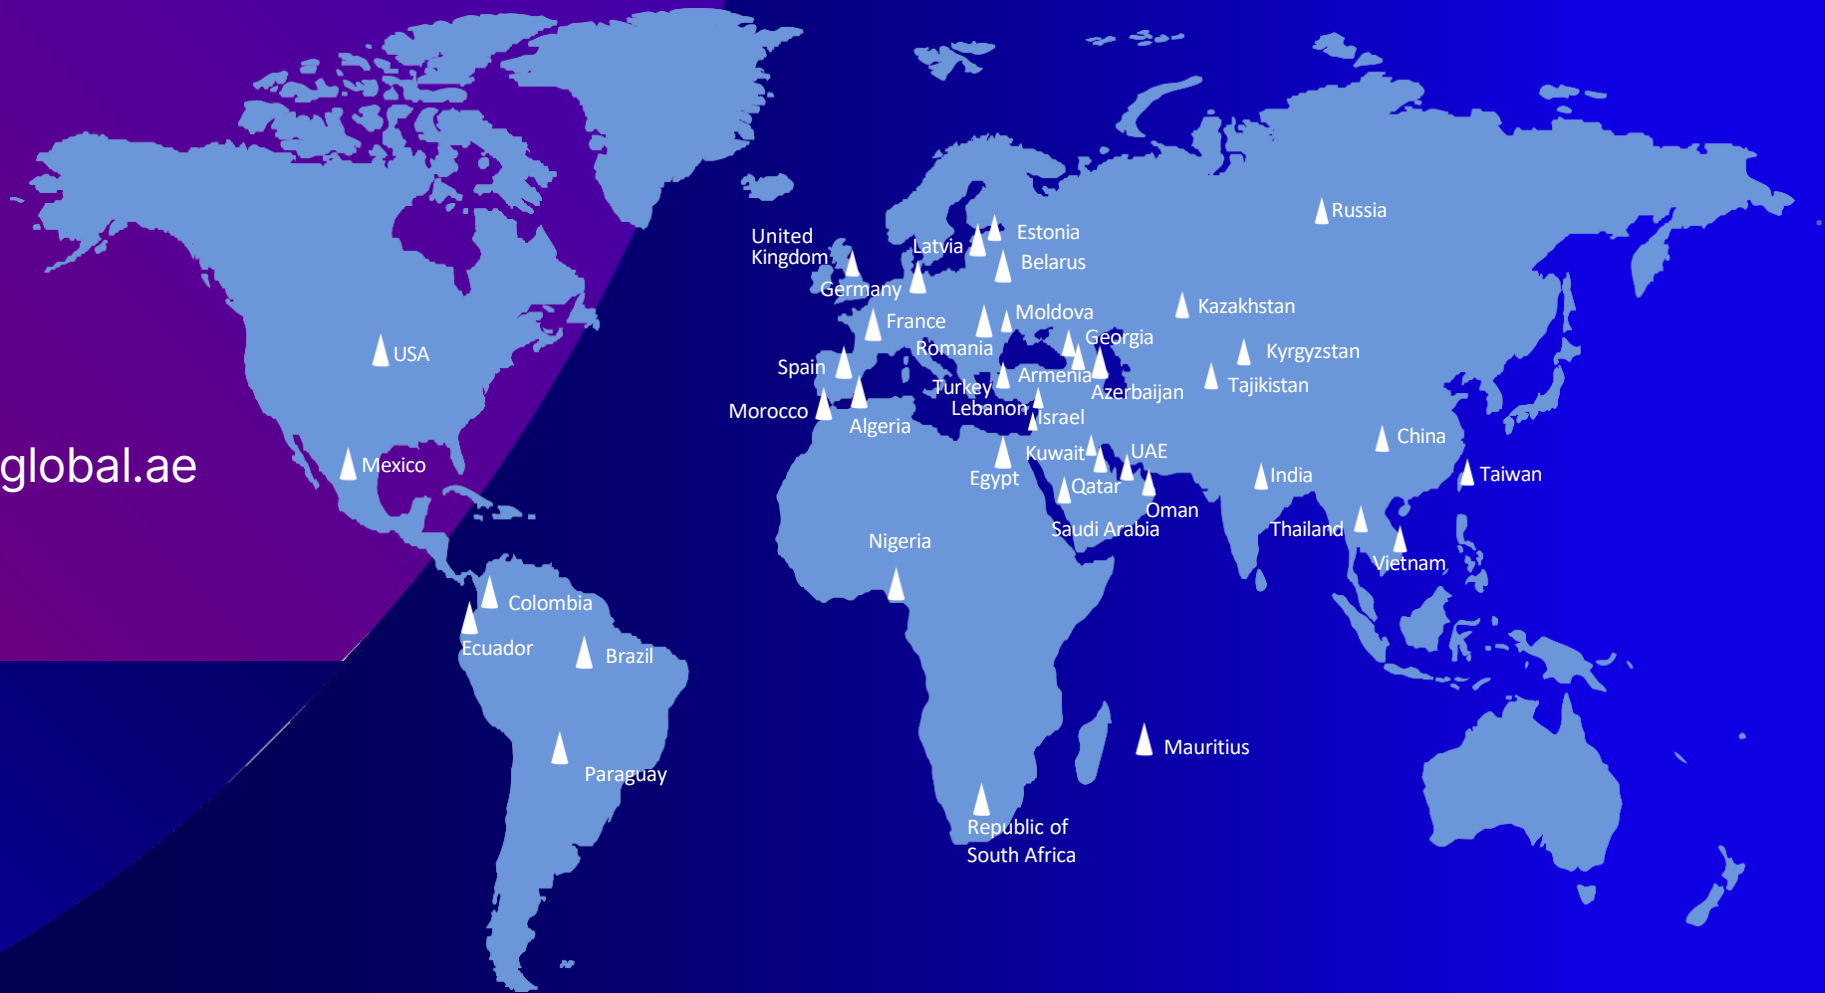 global.ae
USA
Mexico
Colombia
Ecuador
Brazil
Paraguay
United
Kingdom
Latvia
Estonia
Belarus
Germany
France
Moldova
Romania
Georgia
Spain
Turkey
Armenia
Azerbaijan
Morocco
Algeria
Lebanon
Israel
Egypt
Kuwait
UAE
Qatar
Oman
Saudi Arabia
Nigeria
Mauritius
Republic of
South Africa
Russia
Kazakhstan
Kyrgyzstan
Tajikistan
China
India
Taiwan
Thailand
Vietnam